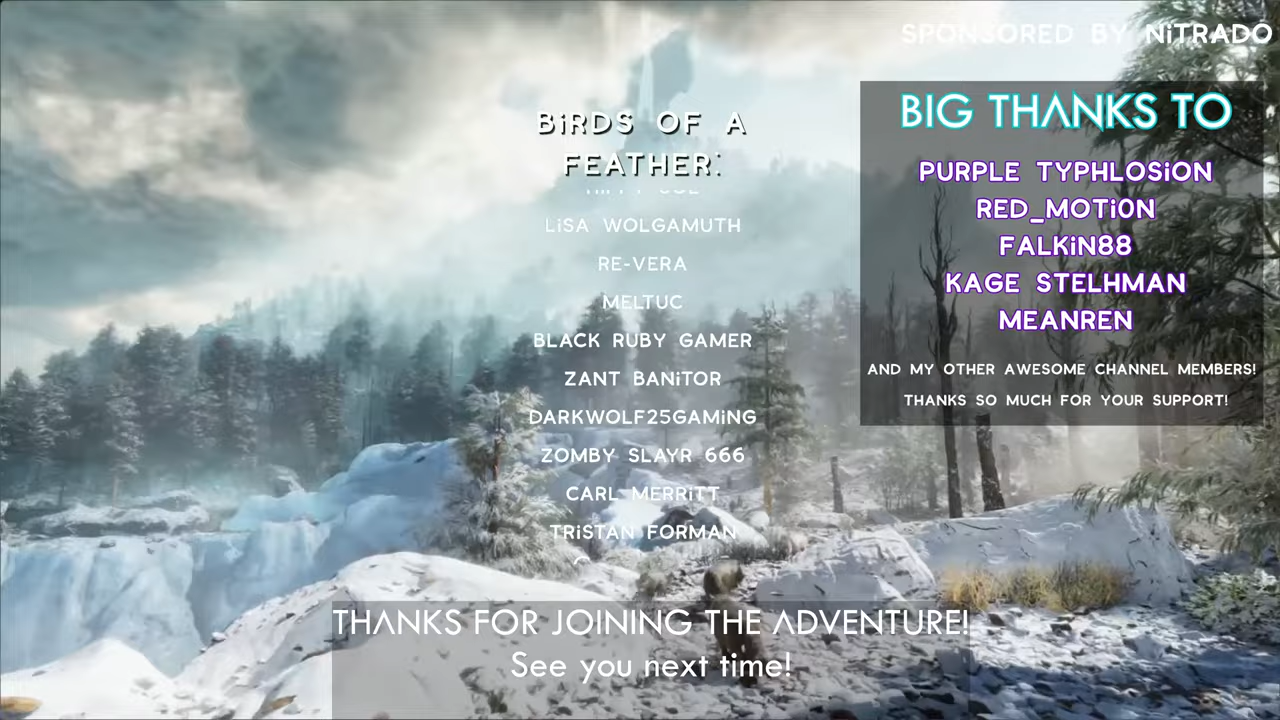 SPONSORED BY NiTRADO
BIG THANKS TO
PURPLE TYPHLOSiON
RED_MOTi0N
FALKiN88
KAGE STELHMAN
MEANREN
AND MY OTHER AWESOME CHANNEL MEMBERS!
THANKS SO MUCH FOR YOUR SUPPORT!
BiRDS OF A
FEATHER:
LiSA WOLGAMUTH
RE-VERA
MELTUC
BLACK RUBY GAMER
ZANT BANiTOR
DARKWOLF25GAMiNG
ZOMBY SLAYR 666
CARL MERRiTT
TRiSTAN FORMAN
THANKS FOR JOINING THE ADVENTURE!
See you next time!